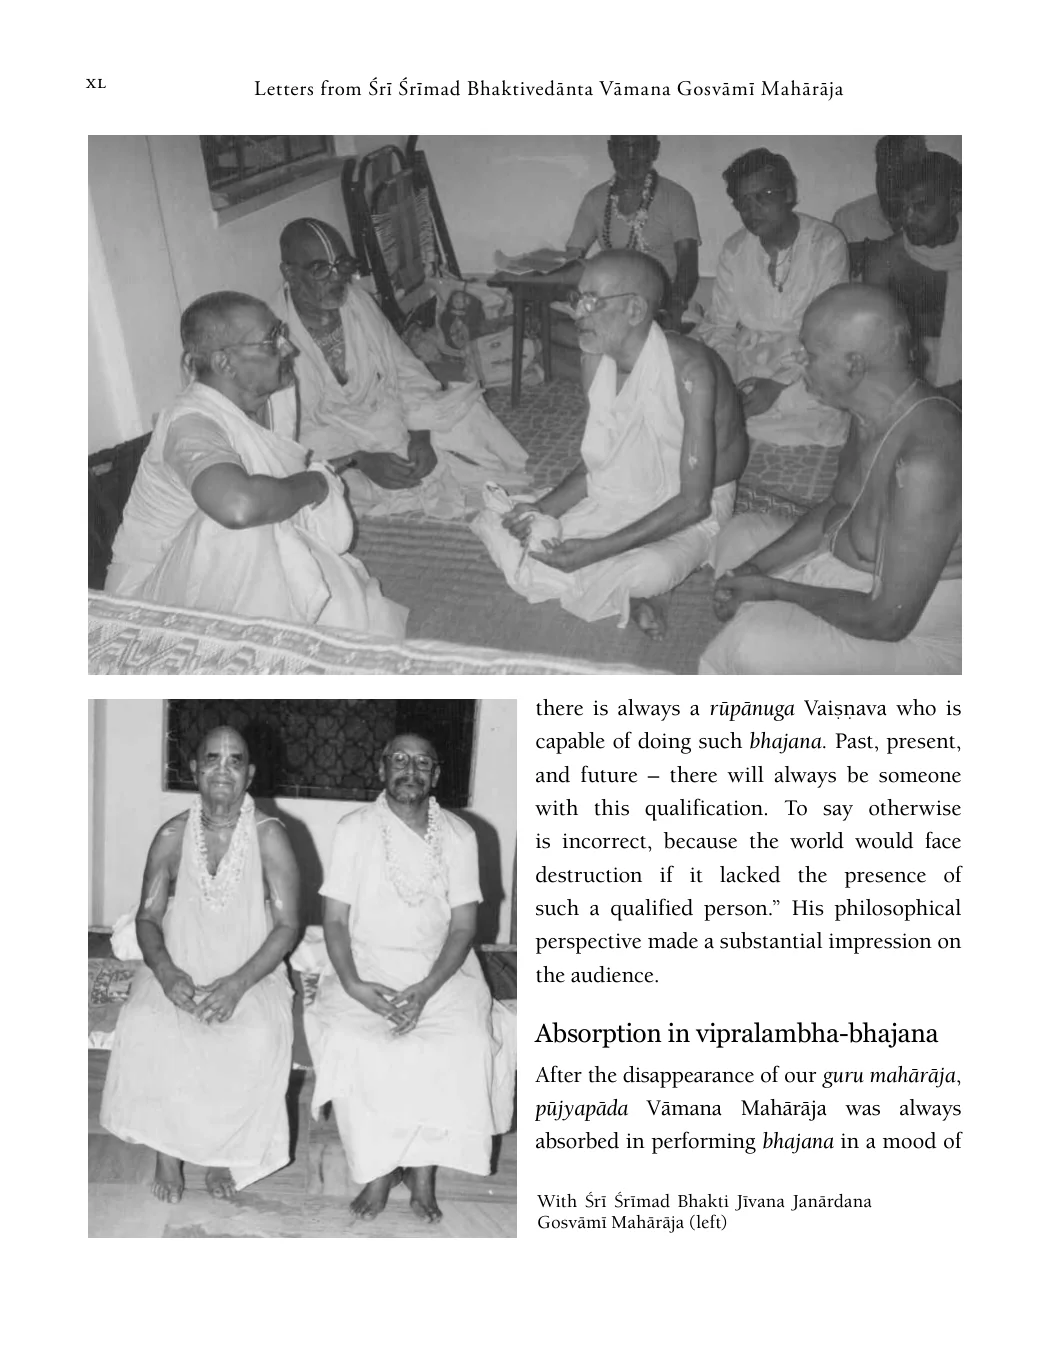 XL
Letters from Śrī Śrīmad Bhaktivedānta Vāmana Gosvāmī Mahārāja
there is always a rūpānuga Vaiṣṇava who is
capable of doing such bhajana. Past, present,
and future – there will always be someone
with this qualification. To say otherwise
is incorrect, because the world would face
destruction if it lacked the presence of
such a qualified person.” His philosophical
perspective made a substantial impression on
the audience.
Absorption in vipralambha-bhajana
After the disappearance of our guru mahārāja,
pūjyapāda Vāmana Mahārāja was always
absorbed in performing bhajana in a mood of
With Śrī Śrīmad Bhakti Jīvana Janārdana
Gosvāmī Mahārāja (left)